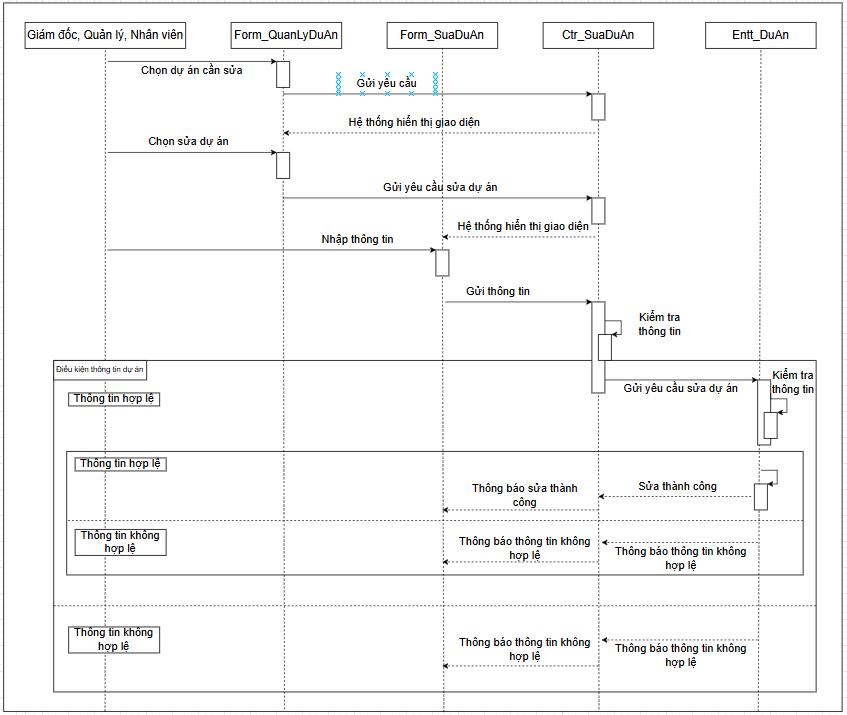 Giám đốc, Quản lý, Nhân viên
Form_QuanLyDuAn
Form_SuaDuAn
Ctr_SuaDuAn
Entt_DuAn
Chọn dự án cần sửa
Gửi yêu cầu
Hệ thống hiển thị giao diện
Chọn sửa dự án
Gửi yêu cầu sửa dự án
Hệ thống hiển thị giao diện
Nhập thông tin
Gửi thông tin
Kiểm tra
thông tin
Điều kiện thông tin dự án
Kiểm tra
thông tin
Gửi yêu cầu sửa dự án
Thông tin hợp lệ
Thông tin hợp lệ
Sửa thành công
Thông báo sửa thành
công
Thông tin không
hợp lệ
Thông báo thông tin không
hợp lệ
Thông báo thông tin không
hợp lệ
Thông tin không
hợp lệ
Thông báo thông tin không
hợp lệ
Thông báo thông tin không
hợp lệ